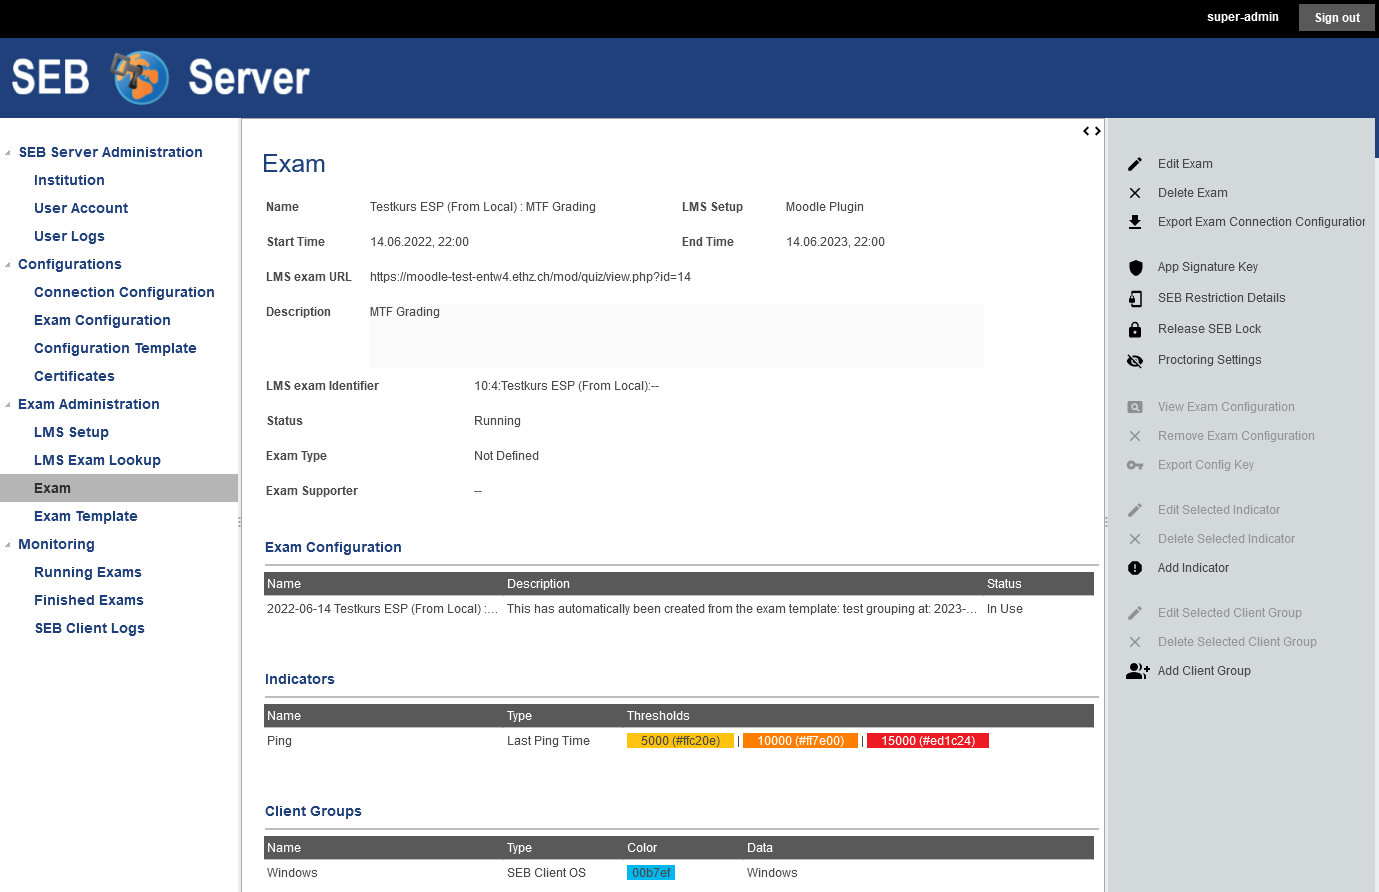 super-admin Sign out
SEB Server
SEB Server Administration
Institution
User Account
User Logs
Configurations
Connection Configuration
Exam Configuration
Configuration Template
Certificates
Exam Administration
LMS Setup
LMS Exam Lookup
Exam
Exam Template
Monitoring
Running Exams
Finished Exams
SEB Client Logs
Exam
Name Testkurs ESP (From Local) : MTF Grading LMS Setup Moodle Plugin
Start Time 14.06.2022, 22:00 End Time 14.06.2023, 22:00
LMS exam URL https://moodle-test-entw4.ethz.ch/mod/quiz/view.php?id=14
Description MTF Grading
LMS exam Identifier 10:4:Testkurs ESP (From Local):--
Status Running
Exam Type Not Defined
Exam Supporter --
Exam Configuration
Name Description Status
2022-06-14 Testkurs ESP (From Local) :... This has automatically been created from the exam template: test grouping at: 2023-... In Use
Indicators
Name Type Thresholds
Ping Last Ping Time 5000 (#ffc20e) | 10000 (#ff7e00) | 15000 (#ed1c24)
Client Groups
Name Type Color Data
Windows SEB Client OS 00b7ef Windows
Edit Exam
Delete Exam
Export Exam Connection Configuration
App Signature Key
SEB Restriction Details
Release SEB Lock
Proctoring Settings
View Exam Configuration
Remove Exam Configuration
Export Config Key
Edit Selected Indicator
Delete Selected Indicator
Add Indicator
Edit Selected Client Group
Delete Selected Client Group
Add Client Group